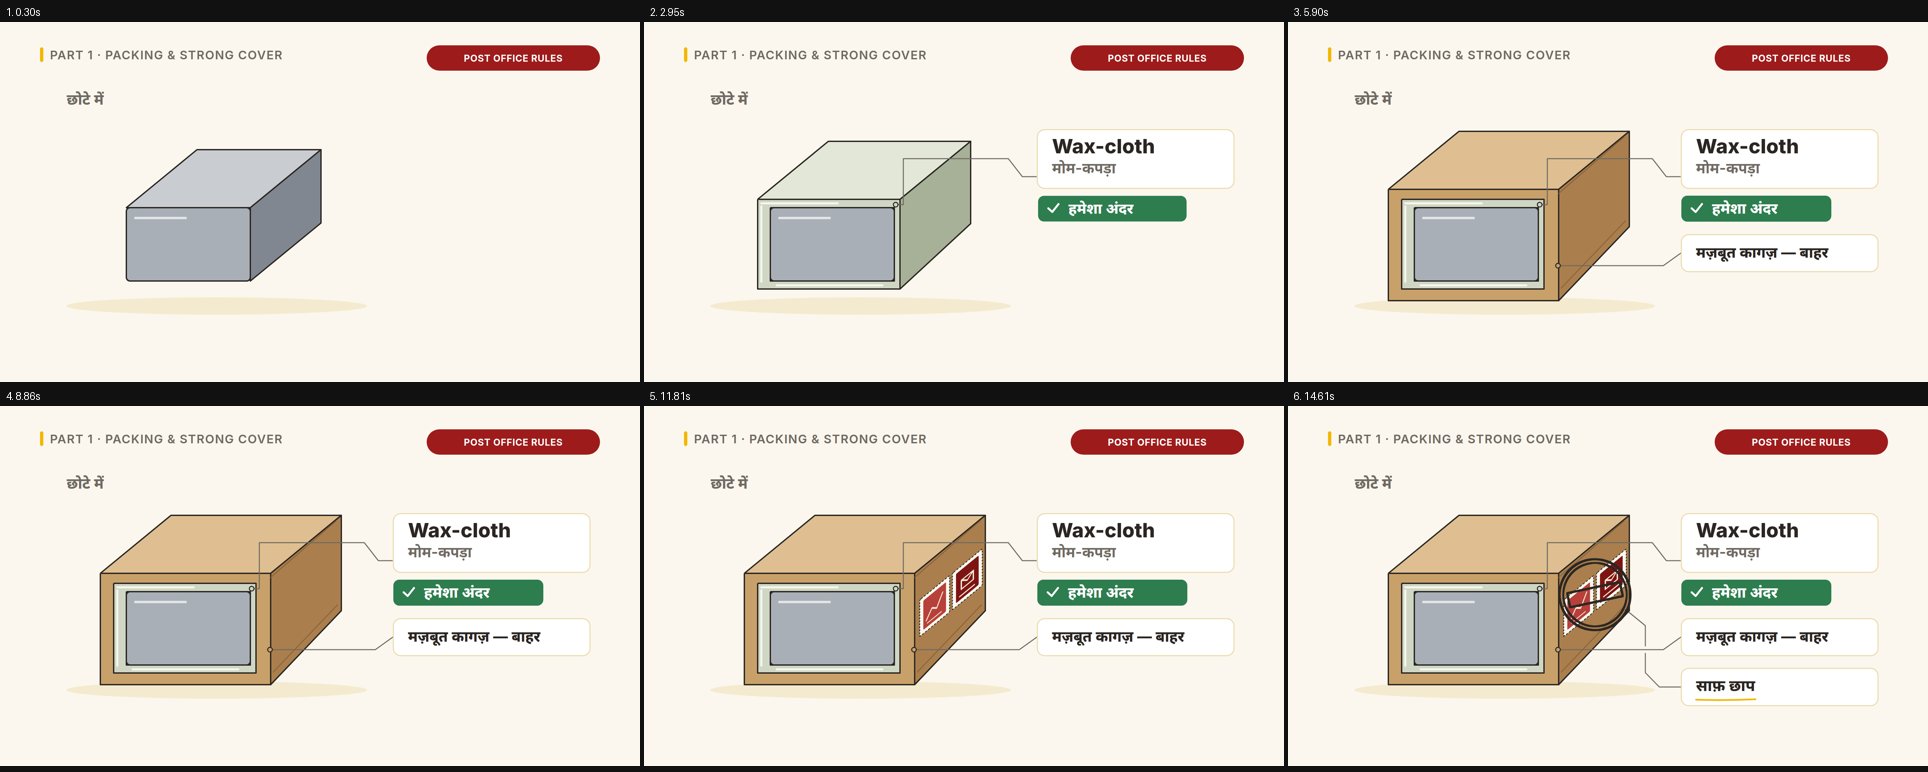 1. 0.30s
PART 1 · PACKING & STRONG COVER
POST OFFICE RULES
छोटे में
2. 2.95s
PART 1 · PACKING & STRONG COVER
POST OFFICE RULES
छोटे में
Wax-cloth
मोम-कपड़ा
हमेशा अंदर
3. 5.90s
PART 1 · PACKING & STRONG COVER
POST OFFICE RULES
छोटे में
Wax-cloth
मोम-कपड़ा
हमेशा अंदर
मज़बूत कागज़ — बाहर
4. 8.86s
PART 1 · PACKING & STRONG COVER
POST OFFICE RULES
छोटे में
Wax-cloth
मोम-कपड़ा
हमेशा अंदर
मज़बूत कागज़ — बाहर
5. 11.81s
PART 1 · PACKING & STRONG COVER
POST OFFICE RULES
छोटे में
Wax-cloth
मोम-कपड़ा
हमेशा अंदर
मज़बूत कागज़ — बाहर
6. 14.61s
PART 1 · PACKING & STRONG COVER
POST OFFICE RULES
छोटे में
Wax-cloth
मोम-कपड़ा
हमेशा अंदर
मज़बूत कागज़ — बाहर
साफ़ छाप